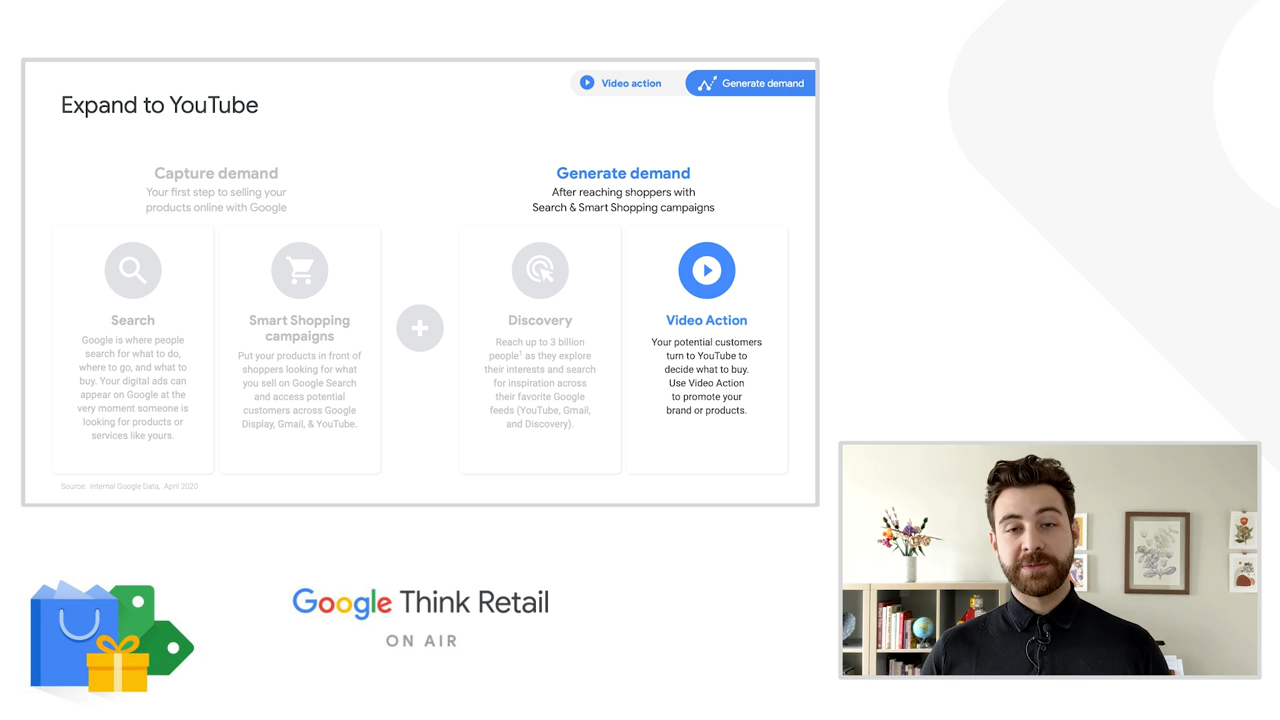 Video action
Generate demand
Expand to YouTube
Capture demand
Your first step to selling your
products online with Google
Generate demand
After reaching shoppers with
Search & Smart Shopping campaigns
Search
Google is where people
search for what to do,
where to go, and what to
buy. Your digital ads can
appear on Google at the
very moment someone is
looking for products or
services like yours.
Smart Shopping
campaigns
Put your products in front of
shoppers looking for what
you sell on Google Search
and access potential
customers across Google
Display, Gmail, & YouTube.
+
Discovery
Reach up to 3 billion
people¹ as they explore
their interests and search
for inspiration across
their favorite Google
feeds (YouTube, Gmail,
and Discovery).
Video Action
Your potential customers
turn to YouTube to
decide what to buy.
Use Video Action
to promote your
brand or products.
Source: Internal Google Data, April 2020
Google Think Retail
ON AIR